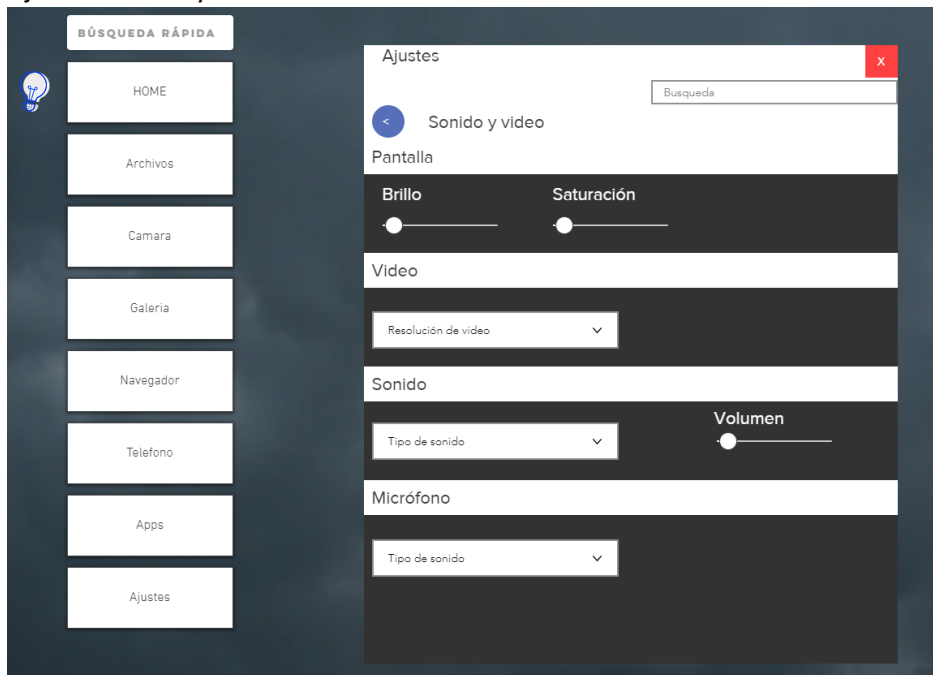 BÚSQUEDA RÁPIDA
HOME
Archivos
Camara
Galeria
Navegador
Telefono
Apps
Ajustes
Ajustes
x
Busqueda
<
Sonido y video
Pantalla
Brillo
Saturación
Video
Resolución de video
Sonido
Tipo de sonido
Volumen
Micrófono
Tipo de sonido